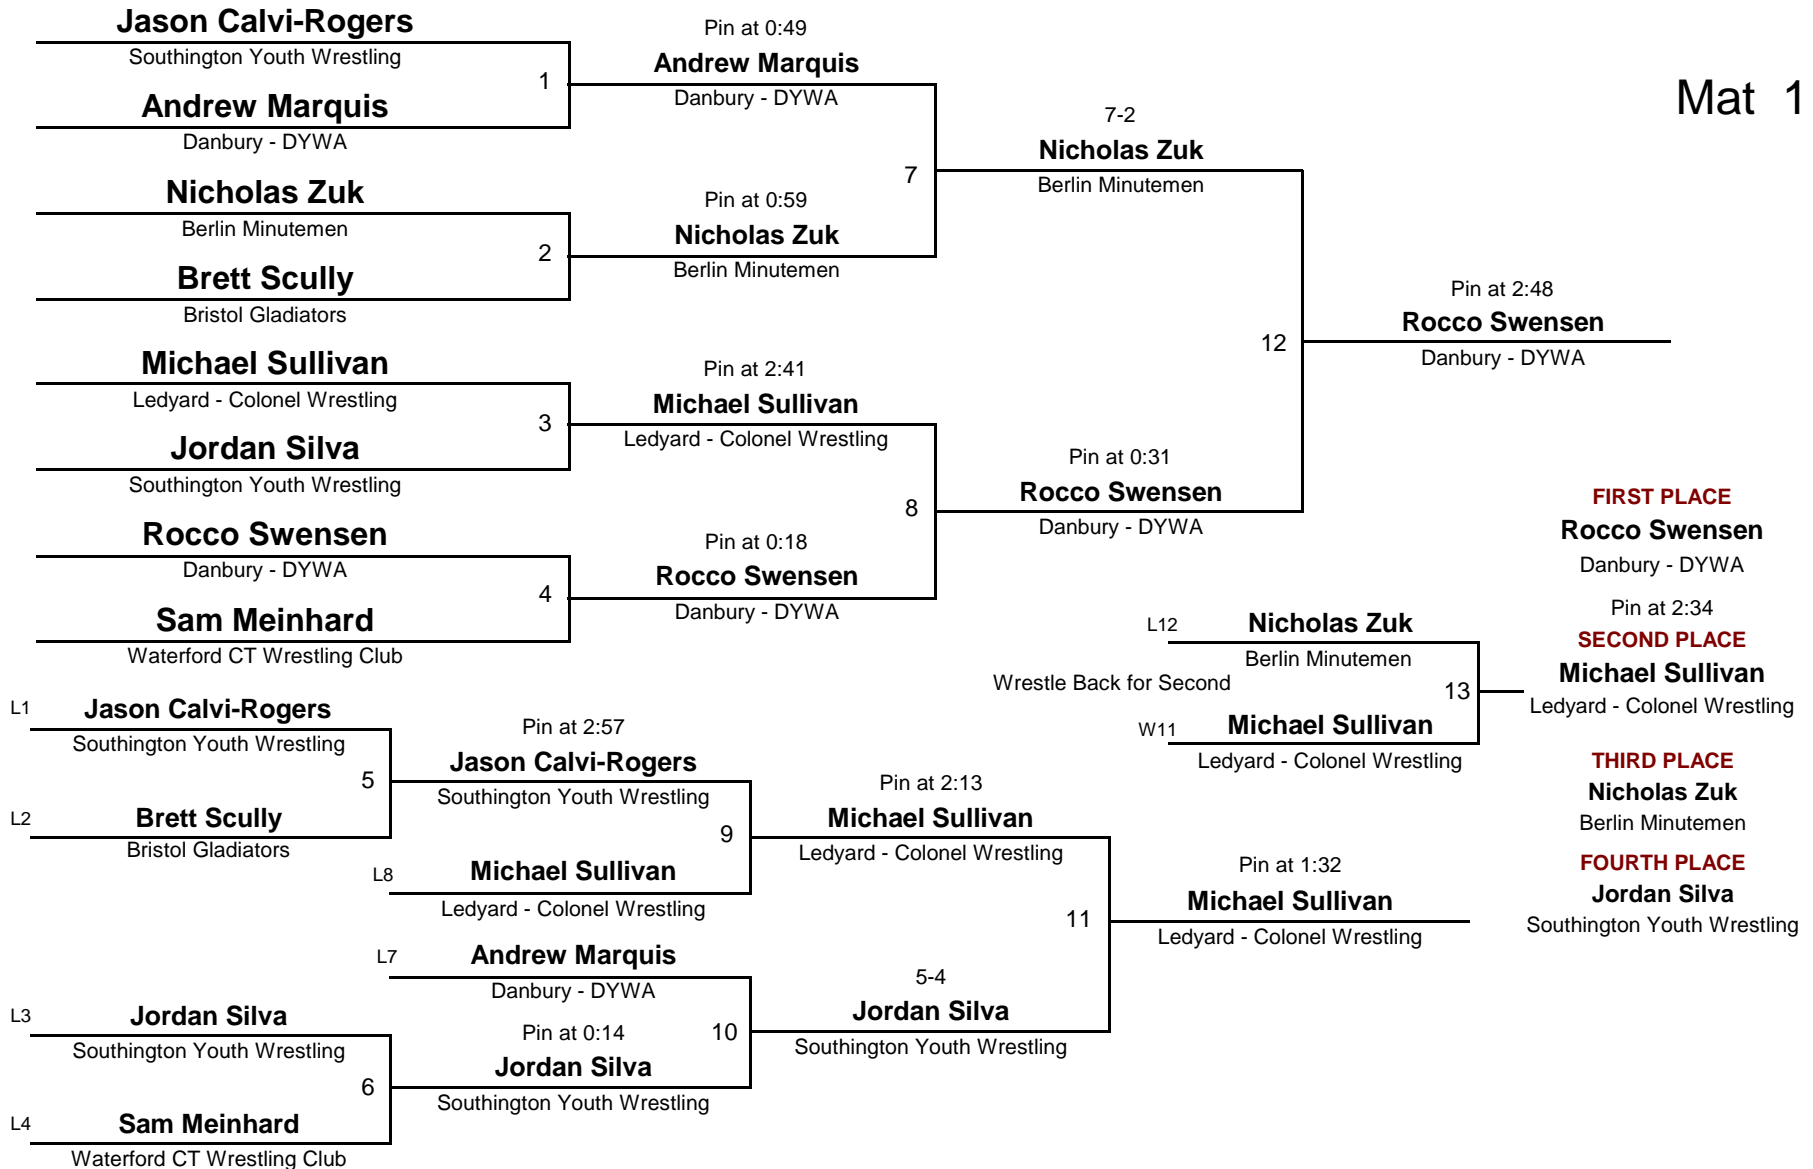 Mat 1
Jason Calvi-Rogers
Southington Youth Wrestling
1
Andrew Marquis
Danbury - DYWA
Nicholas Zuk
Berlin Minutemen
2
Brett Scully
Bristol Gladiators
Michael Sullivan
Ledyard - Colonel Wrestling
3
Jordan Silva
Southington Youth Wrestling
Rocco Swensen
Danbury - DYWA
4
Sam Meinhard
Waterford CT Wrestling Club
Pin at 0:49
Andrew Marquis
Danbury - DYWA
7
Pin at 0:59
Nicholas Zuk
Berlin Minutemen
Pin at 2:41
Michael Sullivan
Ledyard - Colonel Wrestling
8
Pin at 0:18
Rocco Swensen
Danbury - DYWA
7-2
Nicholas Zuk
Berlin Minutemen
12
Pin at 0:31
Rocco Swensen
Danbury - DYWA
Pin at 2:48
Rocco Swensen
Danbury - DYWA
L1
Jason Calvi-Rogers
Southington Youth Wrestling
5
L2
Brett Scully
Bristol Gladiators
L3
Jordan Silva
Southington Youth Wrestling
6
L4
Sam Meinhard
Waterford CT Wrestling Club
Pin at 2:57
Jason Calvi-Rogers
Southington Youth Wrestling
9
L8
Michael Sullivan
Ledyard - Colonel Wrestling
L7
Andrew Marquis
Danbury - DYWA
10
Pin at 0:14
Jordan Silva
Southington Youth Wrestling
Pin at 2:13
Michael Sullivan
Ledyard - Colonel Wrestling
11
5-4
Jordan Silva
Southington Youth Wrestling
Pin at 1:32
Michael Sullivan
Ledyard - Colonel Wrestling
L12
Nicholas Zuk
Berlin Minutemen
Wrestle Back for Second
13
W11
Michael Sullivan
Ledyard - Colonel Wrestling
FIRST PLACE
Rocco Swensen
Danbury - DYWA
Pin at 2:34
SECOND PLACE
Michael Sullivan
Ledyard - Colonel Wrestling
THIRD PLACE
Nicholas Zuk
Berlin Minutemen
FOURTH PLACE
Jordan Silva
Southington Youth Wrestling